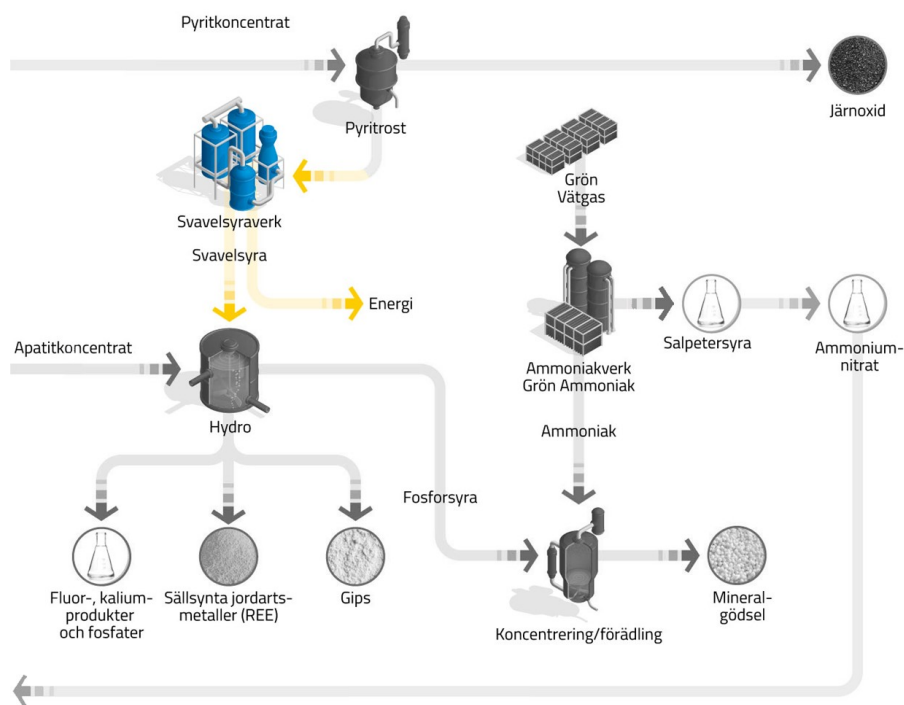 Pyritkoncentrat
Pyritrost
Järnoxid
Svavelsyraverk
Svavelsyra
Energi
Grön
Vätgas
Apatitkoncentrat
Hydro
Ammoniakverk
Grön Ammoniak
Salpetersyra
Ammonium-
nitrat
Ammoniak
Fosforsyra
Fluor-, kalium-
produkter
och fosfater
Sällsynta jordarts-
metaller (REE)
Gips
Koncentrering/förädling
Mineral-
gödsel